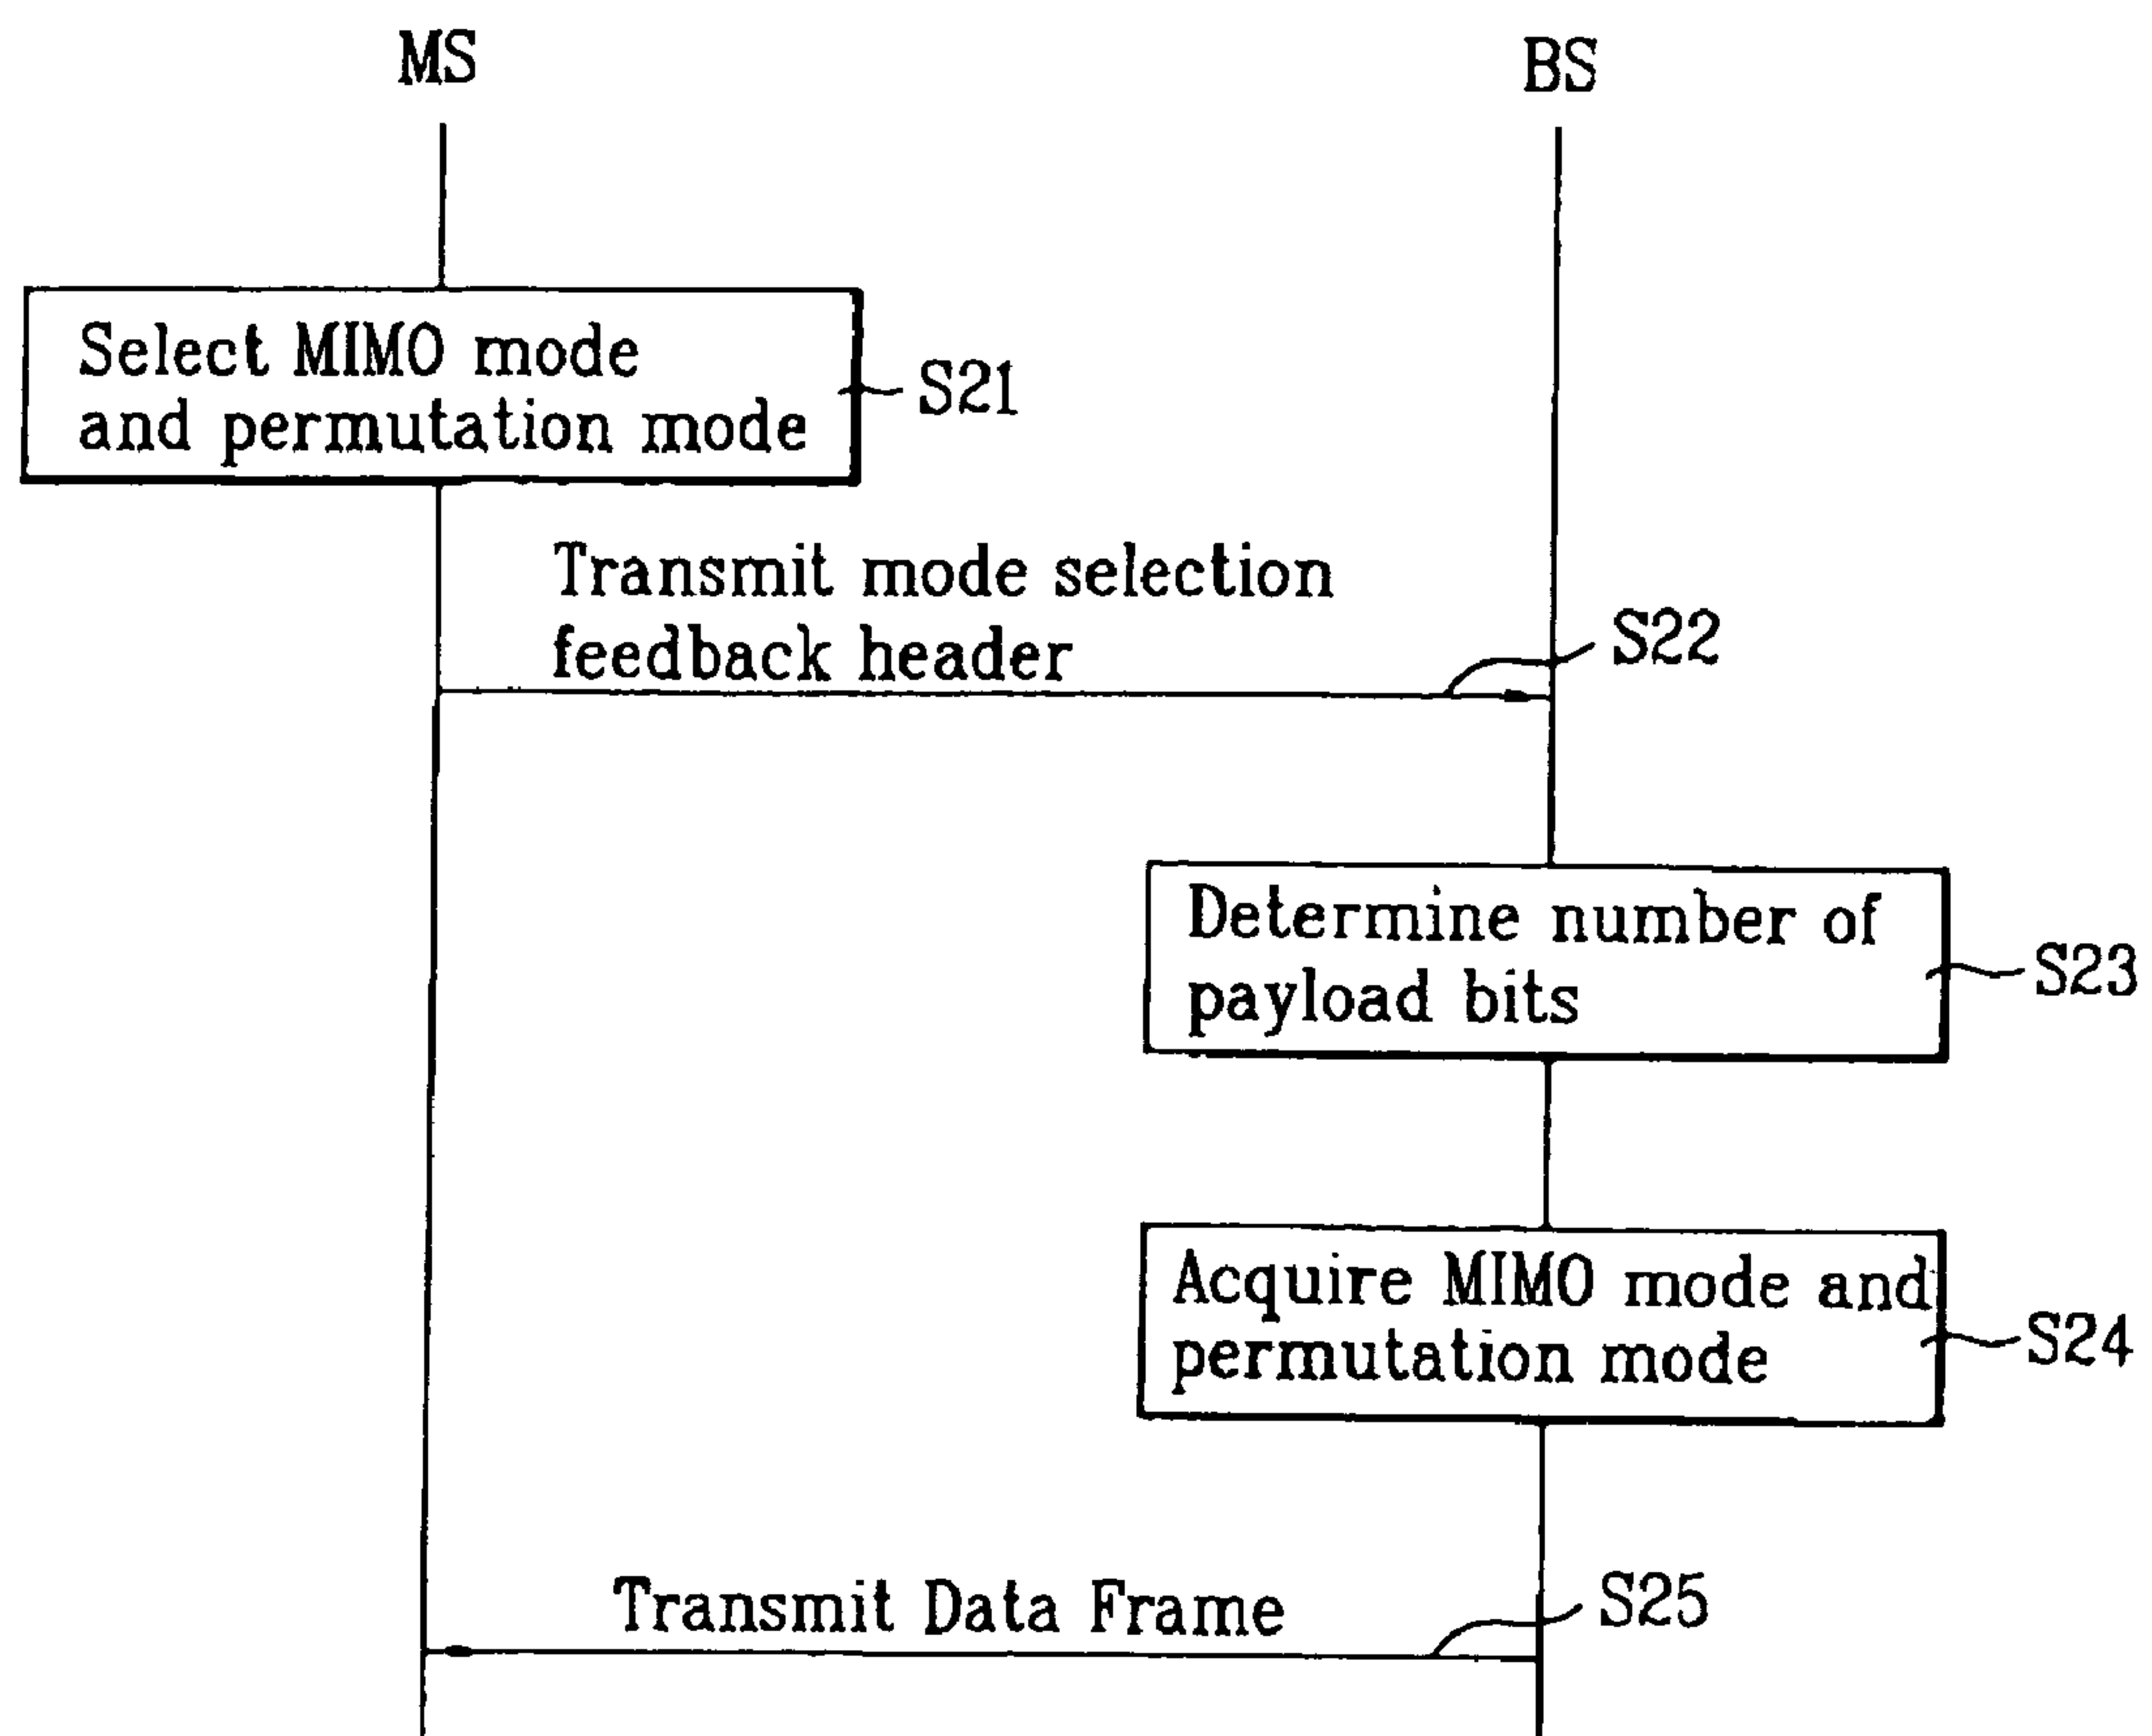 MS
BS
Select MIMO mode
and permutation mode
S21
Transmit mode selection
feedback header
S22
Determine number of
payload bits
S23
Acquire MIMO mode and
permutation mode
S24
Transmit Data Frame
S25